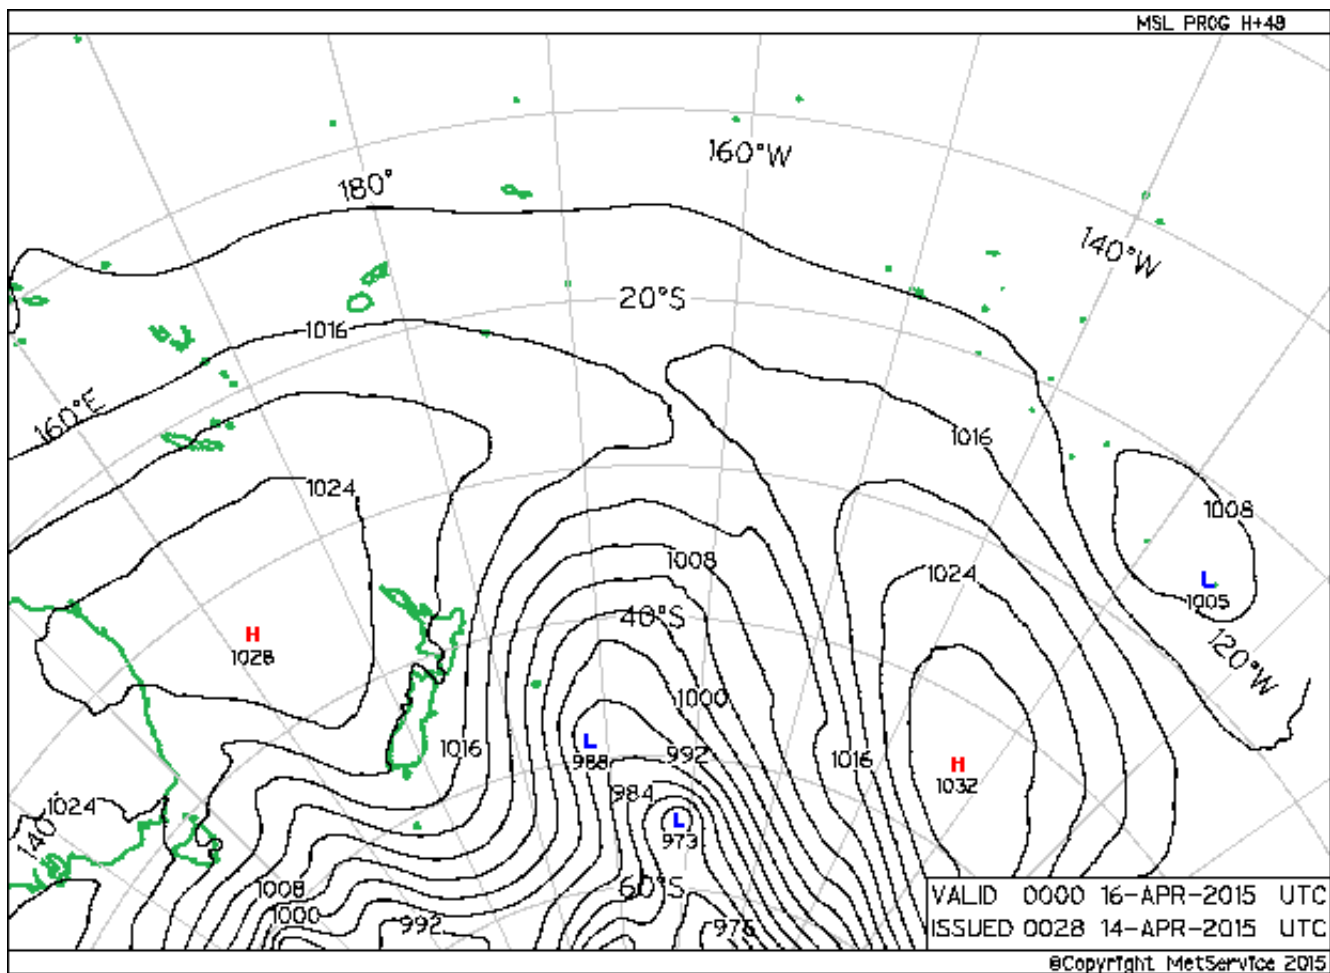 MSL PROG H+48
160°W
180°
140°W
20°S
1016
160°E
1016
1024
1008
1008
1024
L
1005
40°S
H
1028
120°W
1000
L
988
1016
992
1016
H
1032
984
1024
L
973
140°
60°S
1008
1000
992
976
VALID 0000 16-APR-2015 UTC
ISSUED 0028 14-APR-2015 UTC
©Copyright MetService 2015